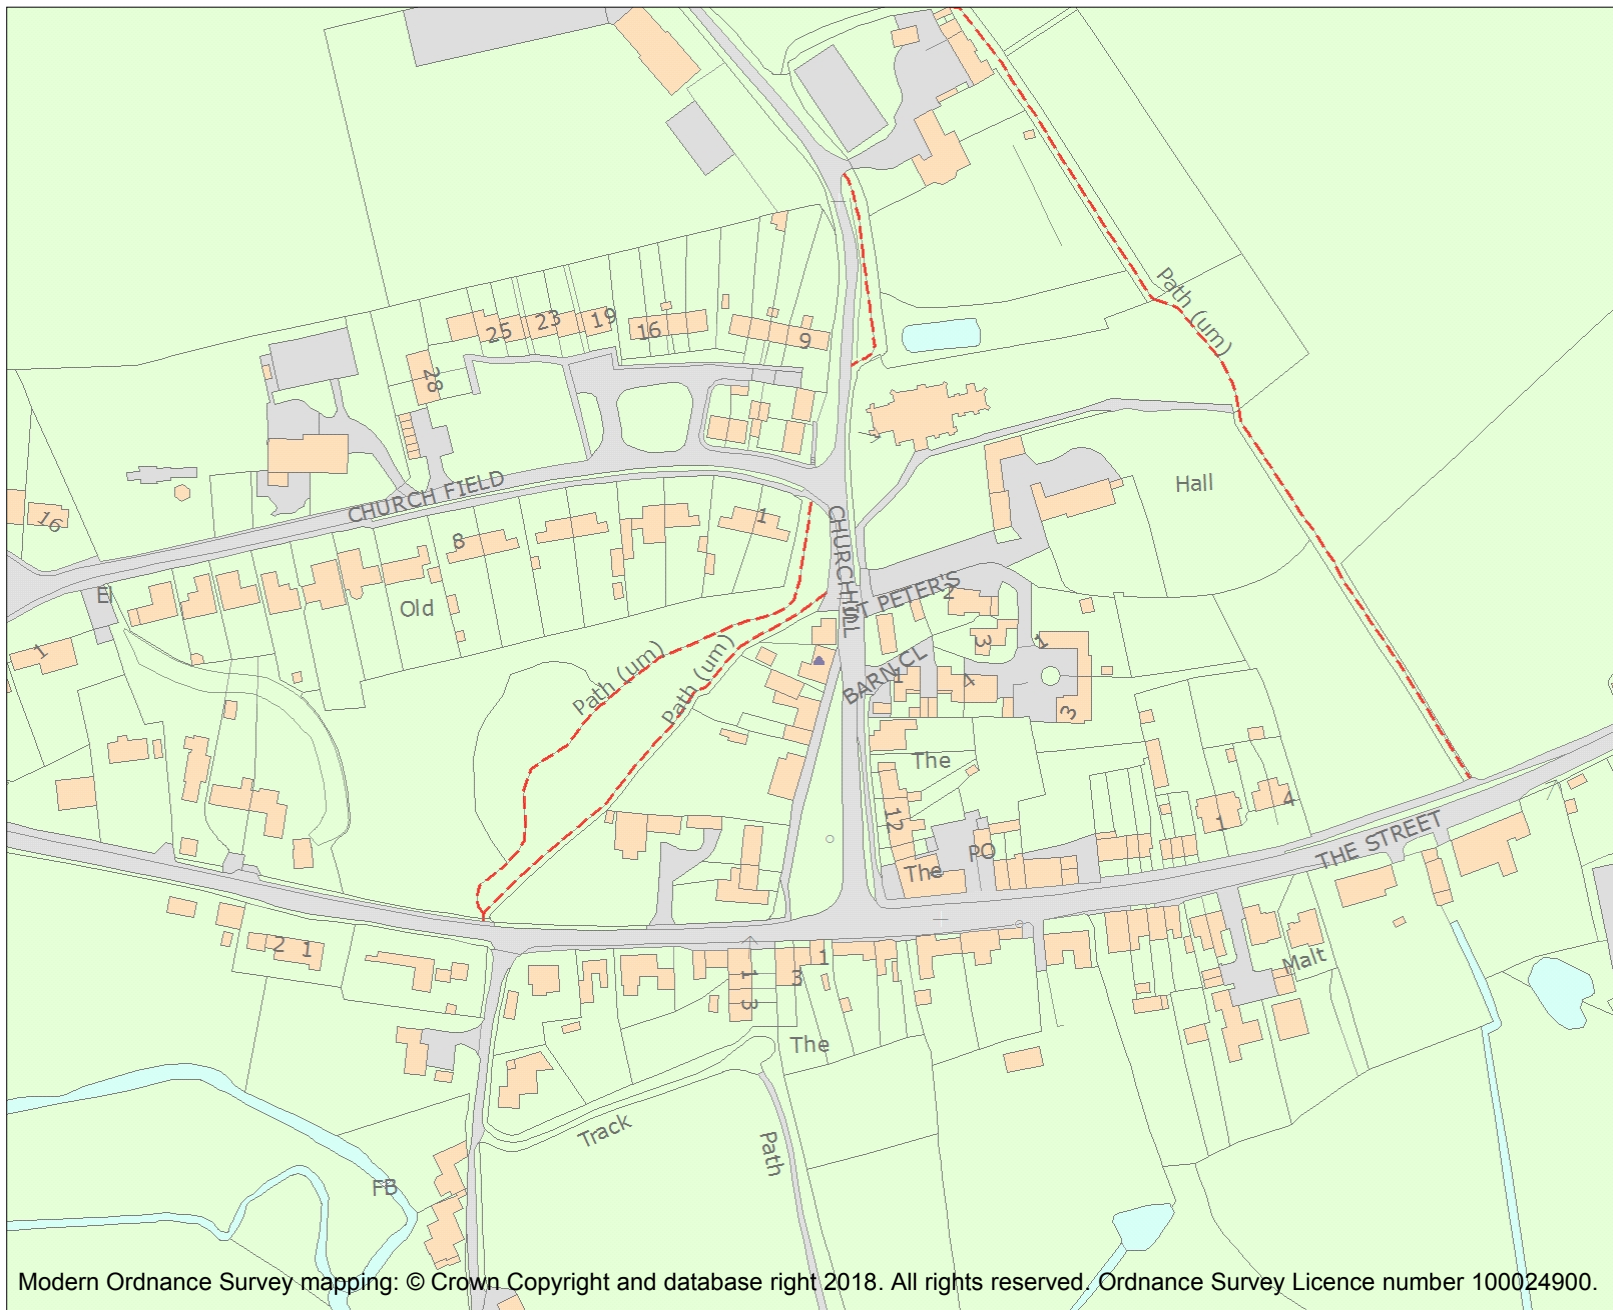 Path (um)
25
23
19
16
9
28
CHURCH FIELD
Hall
16
1
8
CHURCH HILL
El
Old
ST PETER'S
2
3
1
1
Path (um)
Path (um)
BARN CL
1
4
3
The
12
4
1
PO
THE STREET
The
2 1
1
3
1
3
Malt
The
Track
Path
FB
Modern Ordnance Survey mapping: © Crown Copyright and database right 2018. All rights reserved. Ordnance Survey Licence number 100024900.